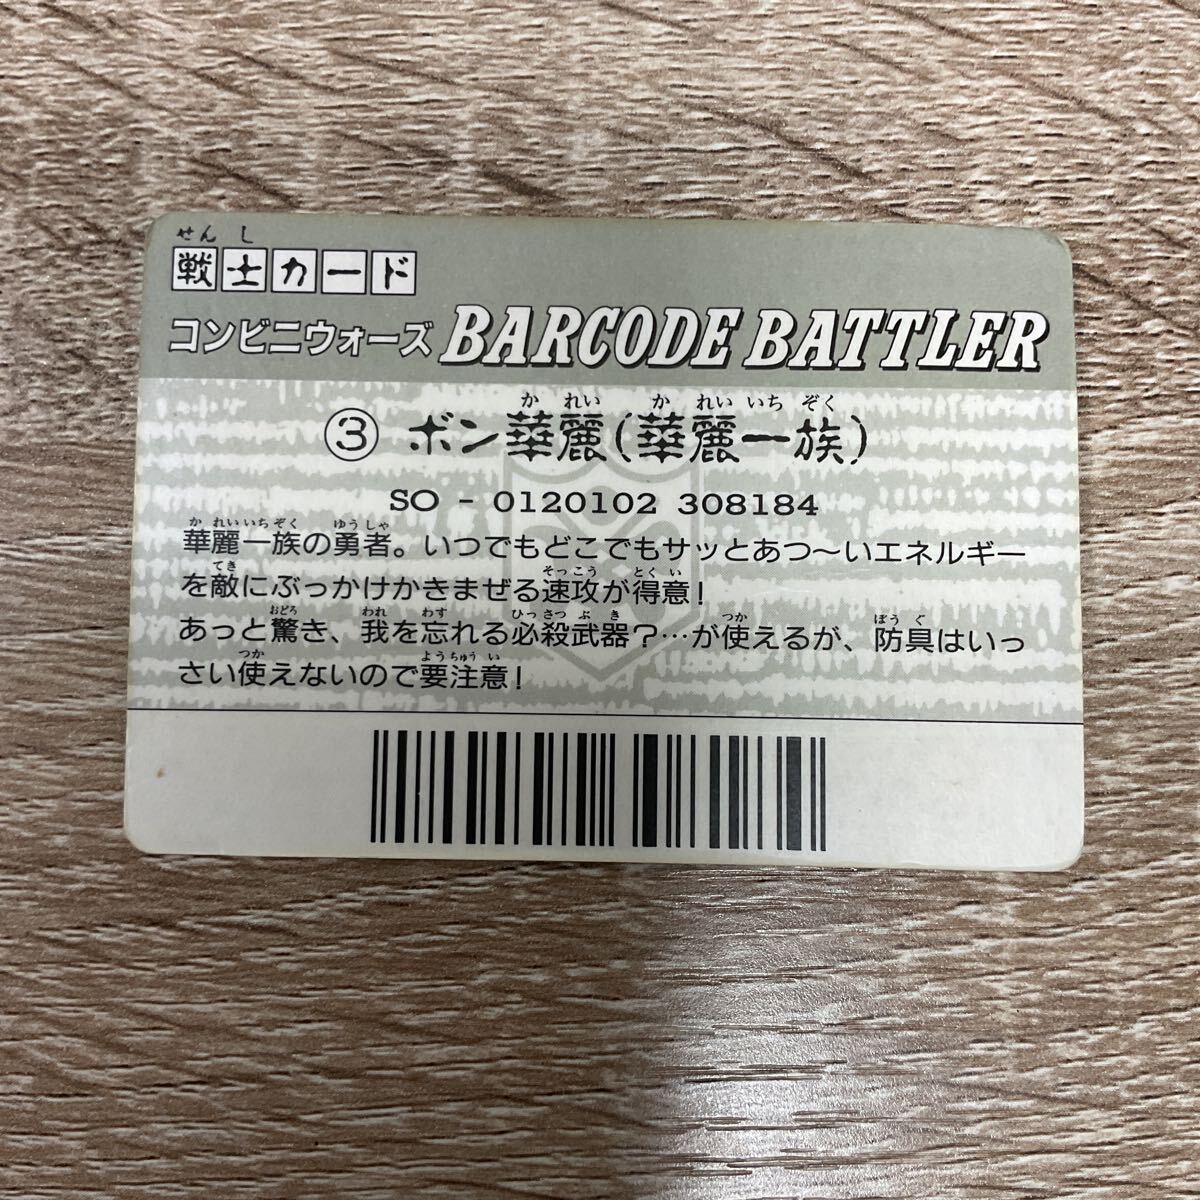 せんし
戦士カード
コンビニウォーズ BARCODE BATTLER
かれい かれいいちぞく
③ ボン華麗(華麗一族)
SO - 0120102 308184
かれいいちぞく ゆうしゃ
華麗一族の勇者。いつでもどこでもサッとあつ～いエネルギー
てき そっこう とくい
を敵にぶっかけかきまぜる速攻が得意！
おどろ われ わす ひっさつぶき つか ぼうぐ
あっと驚き、我を忘れる必殺武器？…が使えるが、防具はいっ
つか ようちゅうい
さい使えないので要注意！